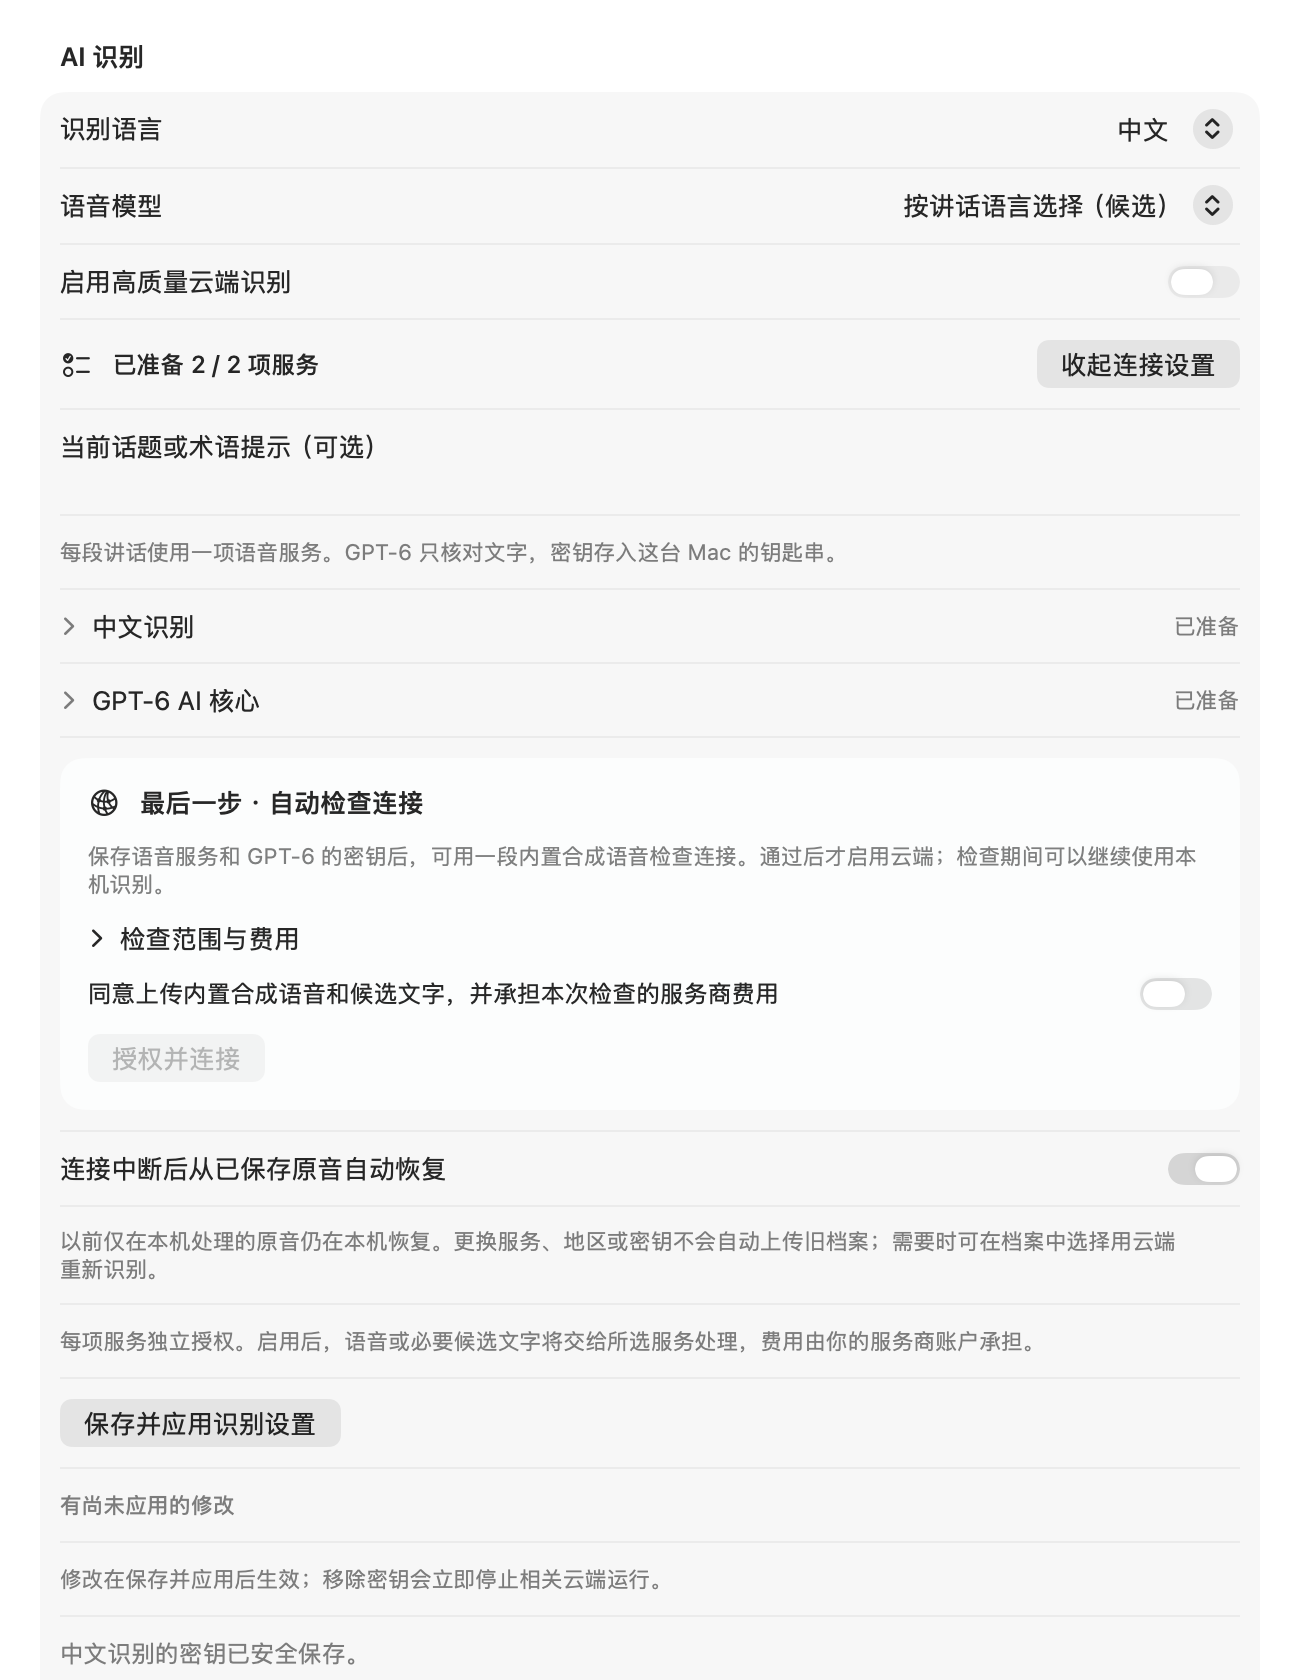 AI 识别
识别语言
中文
语音模型
按讲话语言选择（候选）
启用高质量云端识别
已准备 2 / 2 项服务
收起连接设置
当前话题或术语提示（可选）
每段讲话使用一项语音服务。GPT-6 只核对文字，密钥存入这台 Mac 的钥匙串。
中文识别
已准备
GPT-6 AI 核心
已准备
最后一步 · 自动检查连接
保存语音服务和 GPT-6 的密钥后，可用一段内置合成语音检查连接。通过后才启用云端；检查期间可以继续使用本
机识别。
检查范围与费用
同意上传内置合成语音和候选文字，并承担本次检查的服务商费用
授权并连接
连接中断后从已保存原音自动恢复
以前仅在本机处理的原音仍在本机恢复。更换服务、地区或密钥不会自动上传旧档案；需要时可在档案中选择用云端
重新识别。
每项服务独立授权。启用后，语音或必要候选文字将交给所选服务处理，费用由你的服务商账户承担。
保存并应用识别设置
有尚未应用的修改
修改在保存并应用后生效；移除密钥会立即停止相关云端运行。
中文识别的密钥已安全保存。